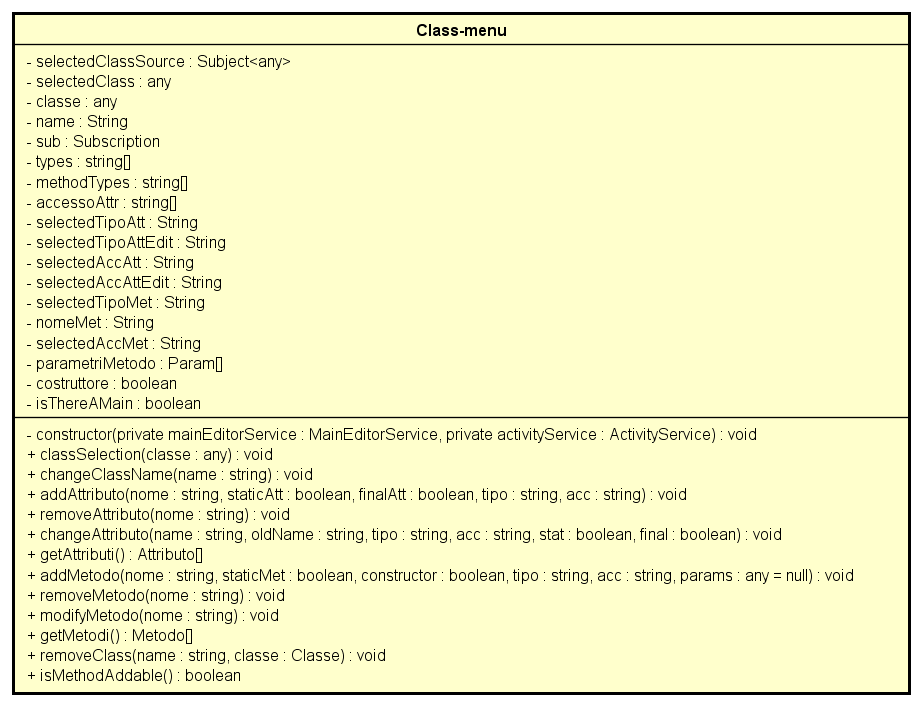 Class-menu
- selectedClassSource : Subject<any>
- selectedClass : any
- classe : any
- name : String
- sub : Subscription
- types : string[]
- methodTypes : string[]
- accessoAttr : string[]
- selectedTipoAtt : String
- selectedTipoAttEdit : String
- selectedAccAtt : String
- selectedAccAttEdit : String
- selectedTipoMet : String
- nomeMet : String
- selectedAccMet : String
- parametriMetodo : Param[]
- costruttore : boolean
- isThereAMain : boolean
- constructor(private mainEditorService : MainEditorService, private activityService : ActivityService) : void
+ classSelection(classe : any) : void
+ changeClassName(name : string) : void
+ addAttributo(nome : string, staticAtt : boolean, finalAtt : boolean, tipo : string, acc : string) : void
+ removeAttributo(nome : string) : void
+ changeAttributo(name : string, oldName : string, tipo : string, acc : string, stat : boolean, final : boolean) : void
+ getAttributi() : Attributo[]
+ addMetodo(nome : string, staticMet : boolean, constructor : boolean, tipo : string, acc : string, params : any = null) : void
+ removeMetodo(nome : string) : void
+ modifyMetodo(nome : string) : void
+ getMetodi() : Metodo[]
+ removeClass(name : string, classe : Classe) : void
+ isMethodAddable() : boolean